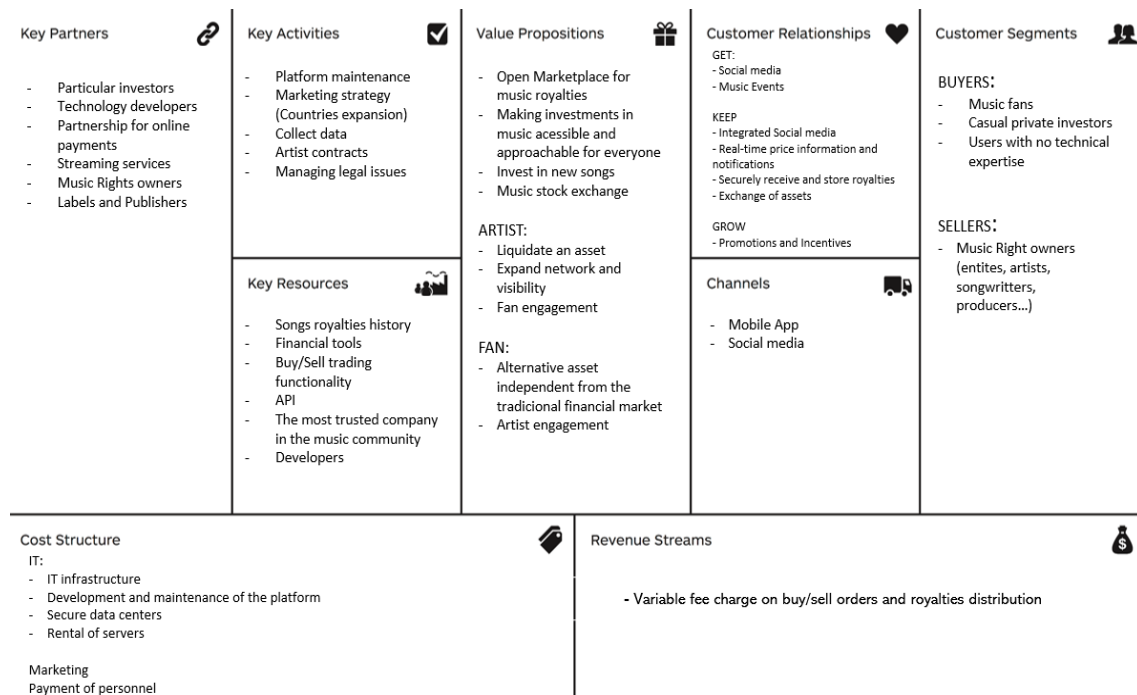 Key Partners
- Particular investors
- Technology developers
- Partnership for online
payments
- Streaming services
- Music Rights owners
- Labels and Publishers
Key Activities
- Platform maintenance
- Marketing strategy
(Countries expansion)
- Collect data
- Artist contracts
- Managing legal issues
Key Resources
- Songs royalties history
- Financial tools
- Buy/Sell trading
functionality
- API
- The most trusted company
in the music community
- Developers
Value Propositions
- Open Marketplace for
music royalties
- Making investments in
music acessible and
approachable for everyone
- Invest in new songs
- Music stock exchange
ARTIST:
- Liquidate an asset
- Expand network and
visibility
- Fan engagement
FAN:
- Alternative asset
independent from the
tradicional financial market
- Artist engagement
Customer Relationships
GET:
- Social media
- Music Events
KEEP
- Integrated Social media
- Real-time price information and
notifications
- Securely receive and store royalties
- Exchange of assets
GROW
- Promotions and Incentives
Channels
- Mobile App
- Social media
Customer Segments
BUYERS:
- Music fans
- Casual private investors
- Users with no technical
expertise
SELLERS:
- Music Right owners
(entites, artists,
songwritters,
producers...)
Cost Structure
IT:
- IT infrastructure
- Development and maintenance of the platform
- Secure data centers
- Rental of servers
Marketing
Payment of personnel
Revenue Streams
$
- Variable fee charge on buy/sell orders and royalties distribution